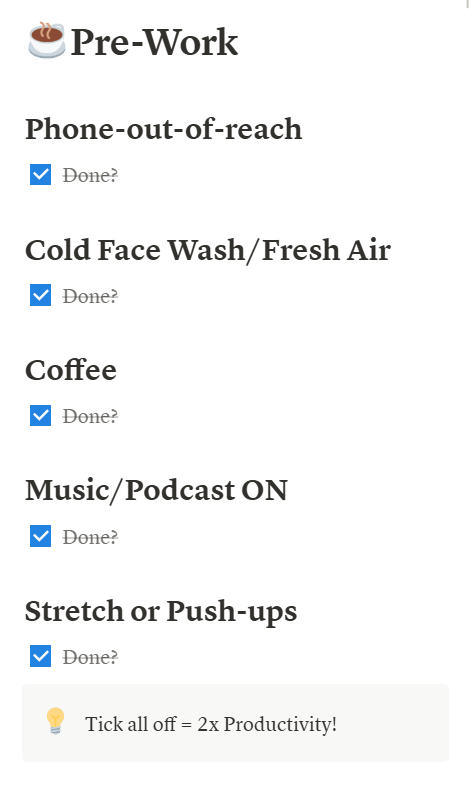 Pre-Work
Phone-out-of-reach
Done?
Cold Face Wash/Fresh Air
Done?
Coffee
Done?
Music/Podcast ON
Done?
Stretch or Push-ups
Done?
Tick all off = 2x Productivity!